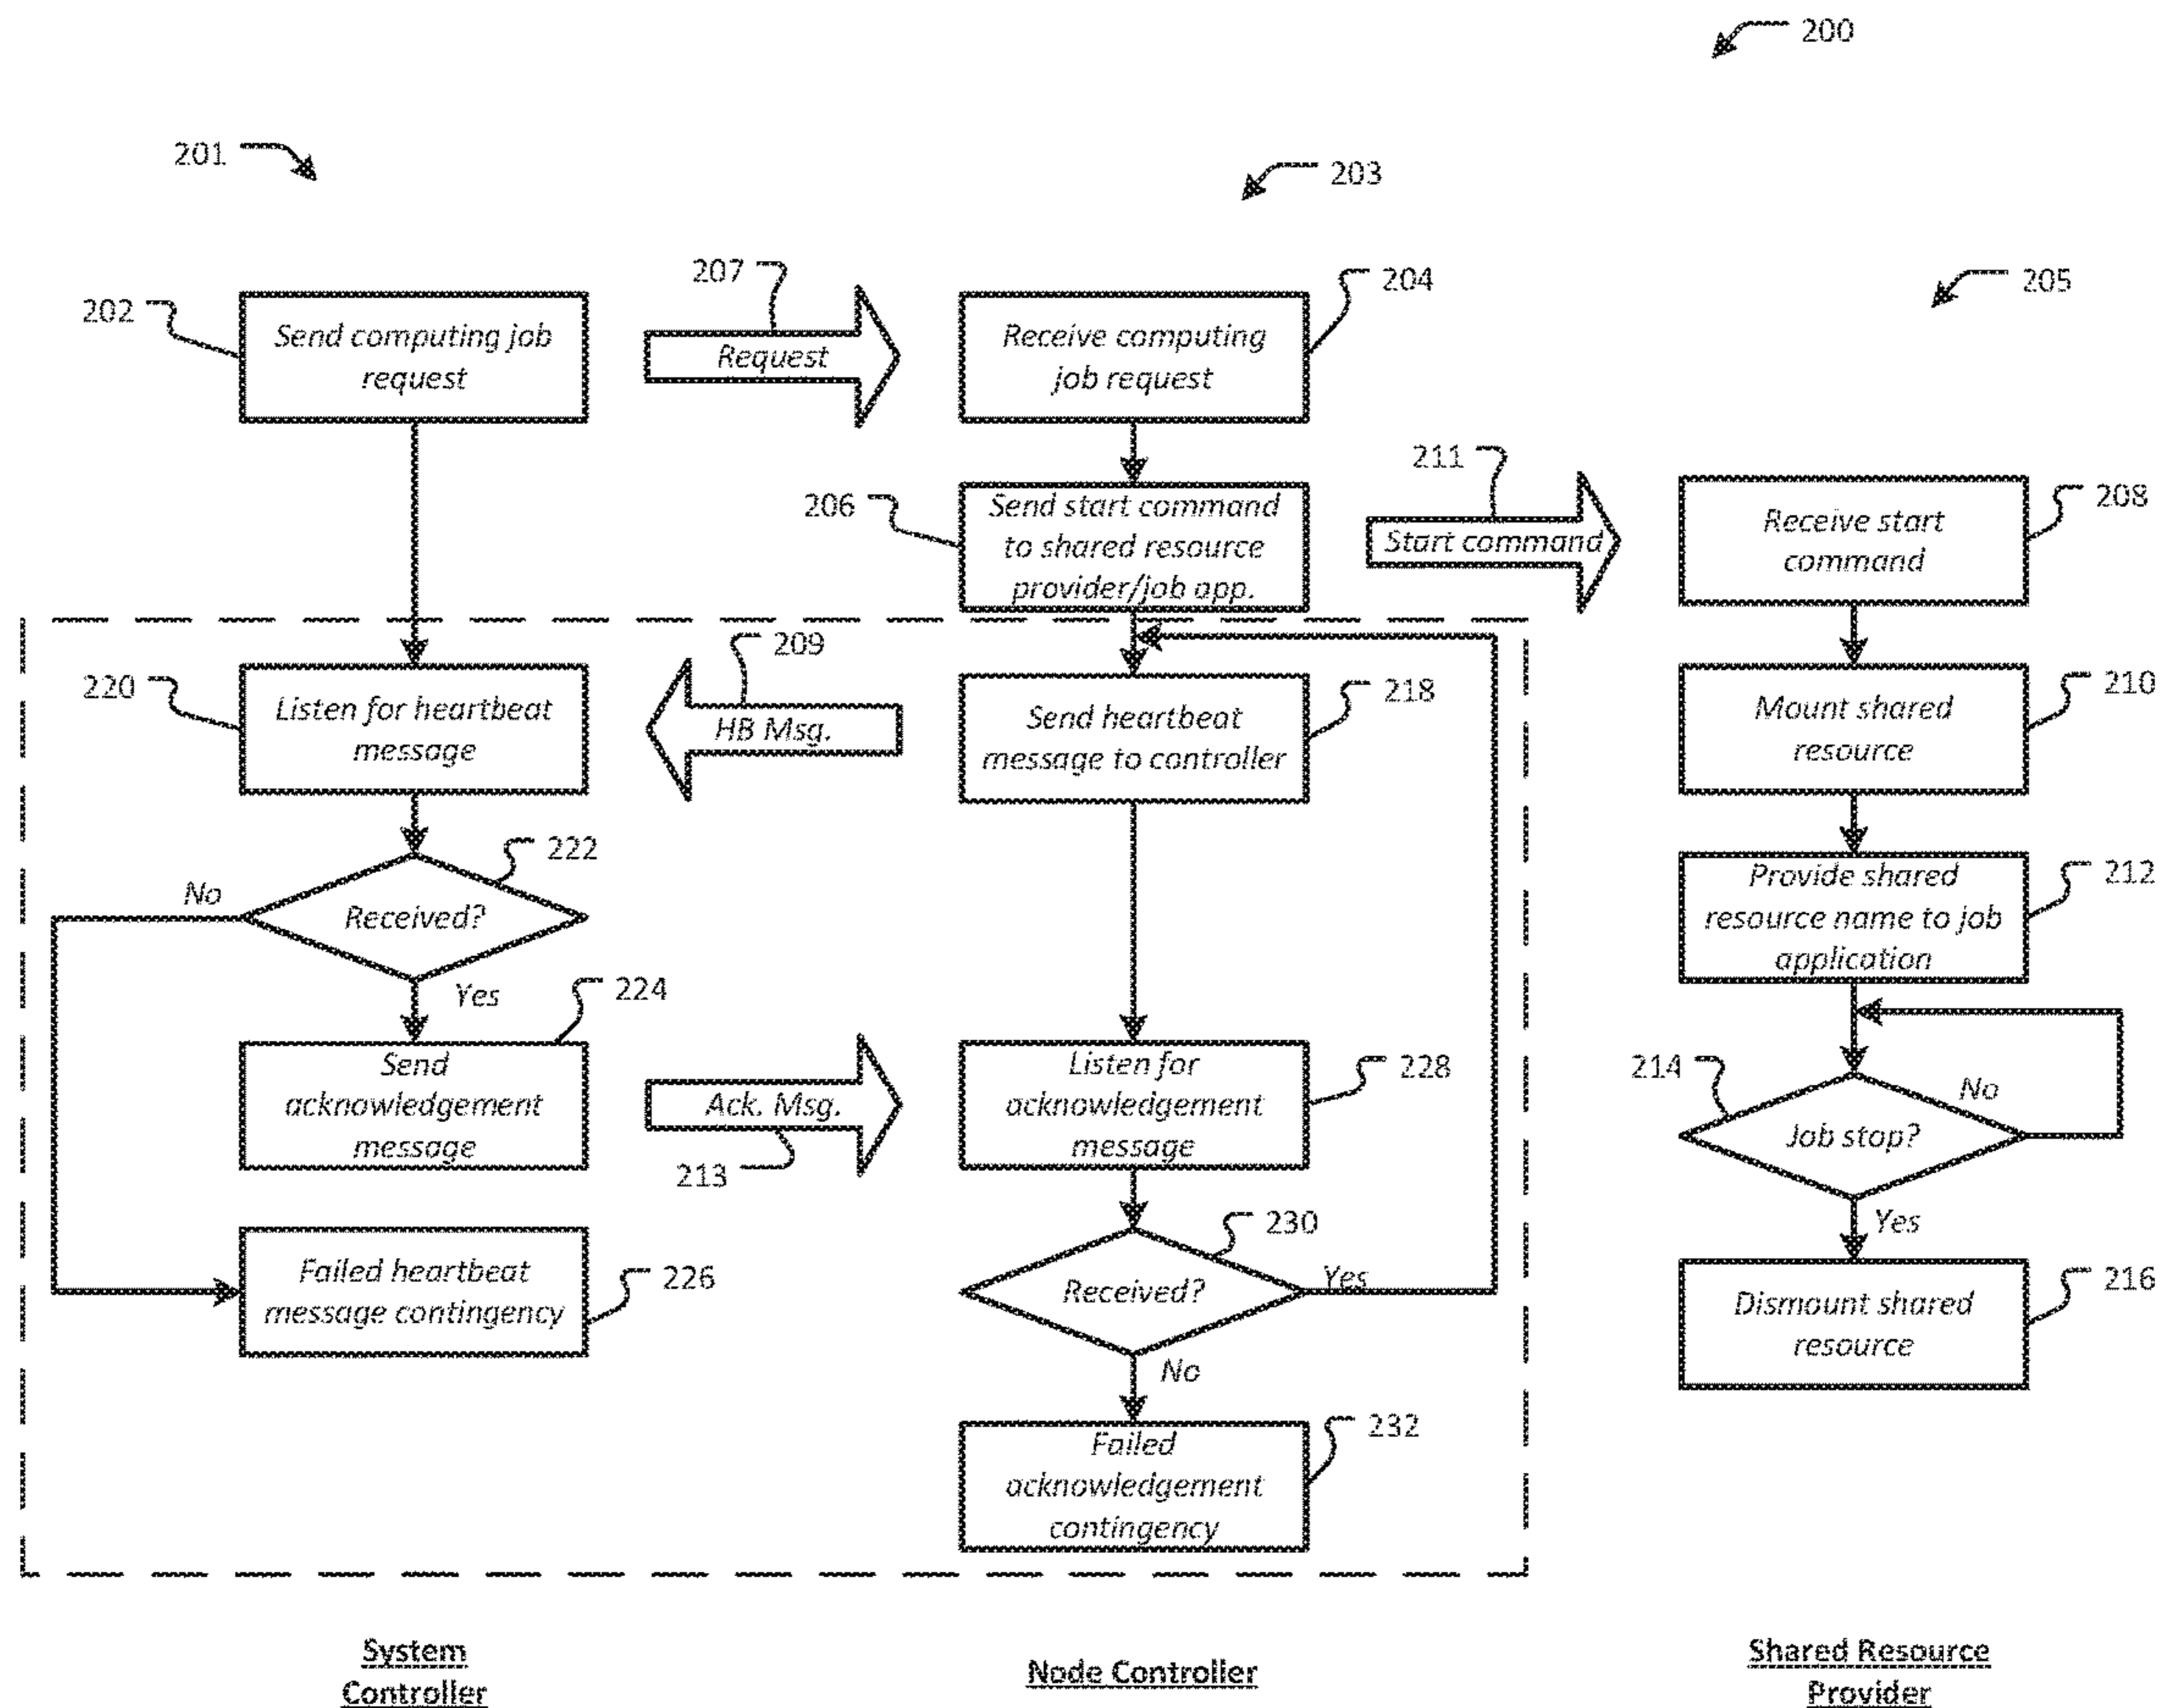 200
201
203
207
204
205
202
Send computing job
request
Request
Receive computing
job request
211
206
Send start command
to shared resource
provider/job app.
Start command
Receive start
command
208
209
220
Listen for heartbeat
message
HB Msg.
Send heartbeat
message to controller
218
Mount shared
resource
210
222
No
Received?
Yes
Provide shared
resource name to job
application
212
224
Send
acknowledgement
message
Ack. Msg.
213
Listen for
acknowledgement
message
228
214
No
Job stop?
Yes
230
Failed heartbeat
message contingency
226
Received?
Yes
No
Dismount shared
resource
216
Failed
acknowledgement
contingency
232
System
Controller
Node Controller
Shared Resource
Provider